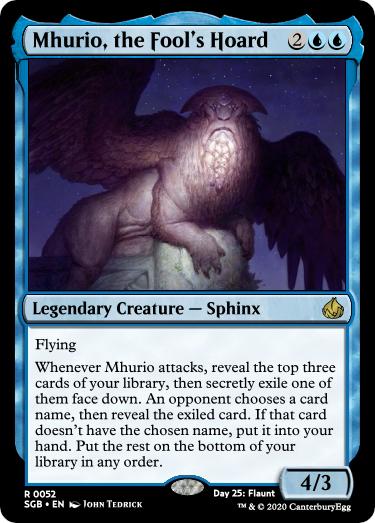 Mhurio, the Fool's Hoard 2
Legendary Creature — Sphinx
Flying
Whenever Mhurio attacks, reveal the top three
cards of your library, then secretly exile one of
them face down. An opponent chooses a card
name, then reveal the exiled card. If that card
doesn't have the chosen name, put it into your
hand. Put the rest on the bottom of your
library in any order.
4/3
R 0052 Day 25: Flaunt
SGB • EN JOHN TEDRICK ™ & © 2020 CanterburyEgg